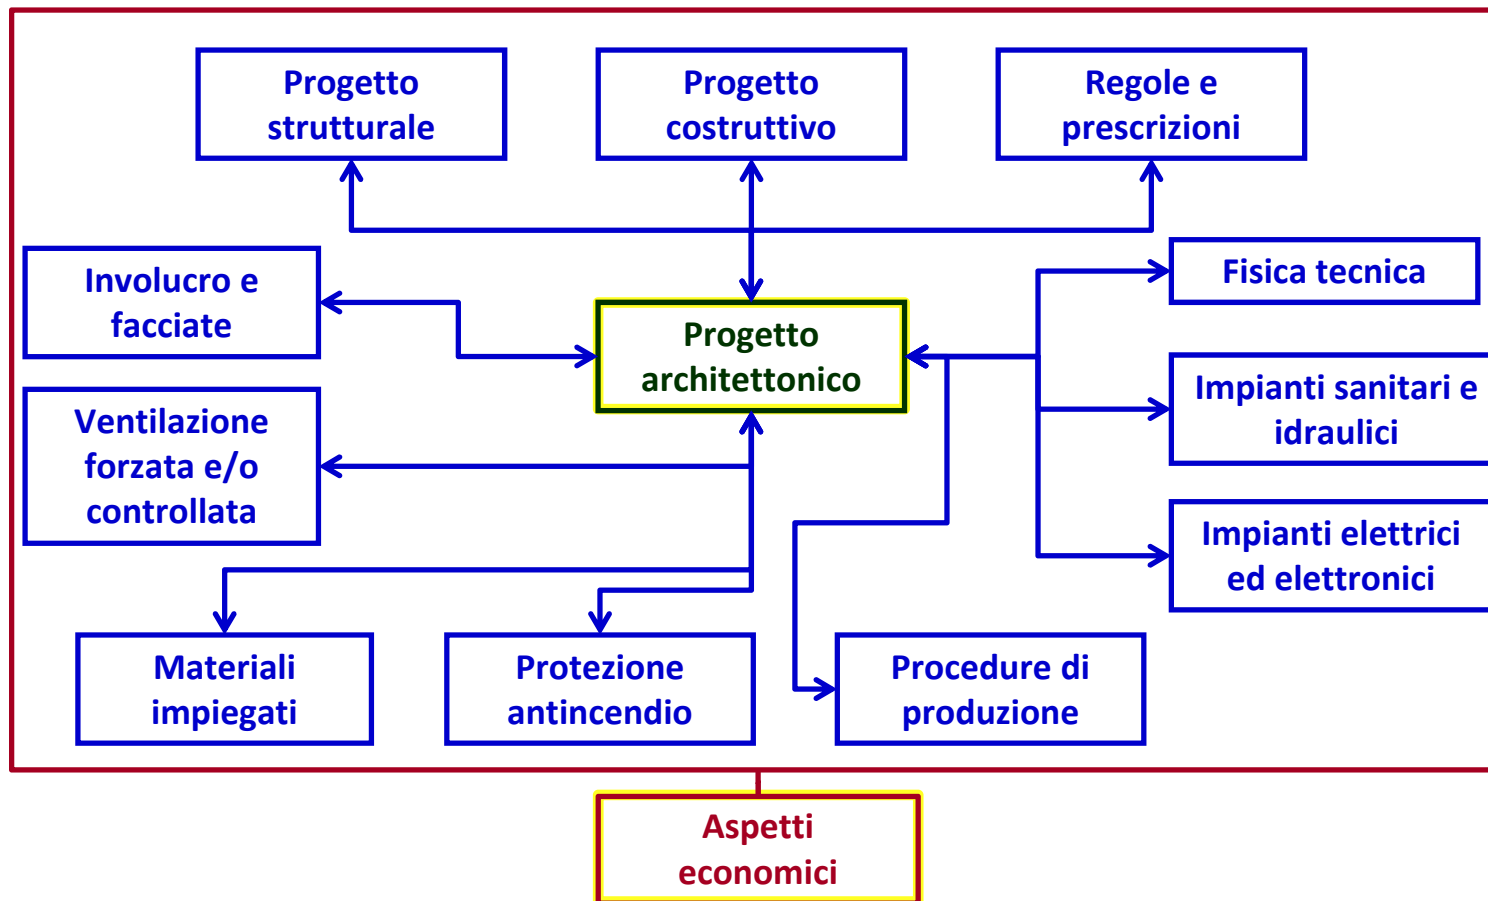 Progetto
strutturale
Progetto
costruttivo
Regole e
prescrizioni
Involucro e
facciate
Fisica tecnica
Progetto
architettonico
Ventilazione
forzata e/o
controllata
Impianti sanitari e
idraulici
Impianti elettrici
ed elettronici
Materiali
impiegati
Protezione
antincendio
Procedure di
produzione
Aspetti
economici